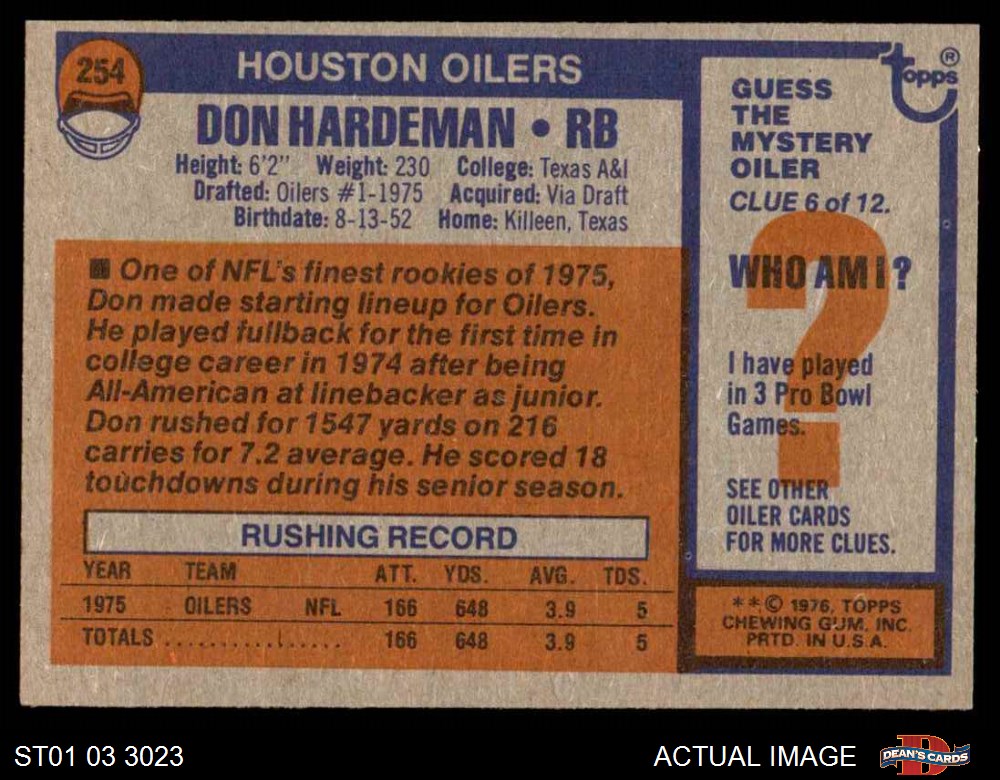 254
HOUSTON OILERS
DON HARDEMAN • RB
Height: 6'2" Weight: 230 College: Texas A&I
Drafted: Oilers #1-1975 Acquired: Via Draft
Birthdate: 8-13-52 Home: Killeen, Texas
One of NFL's finest rookies of 1975,
Don made starting lineup for Oilers.
He played fullback for the first time in
college career in 1974 after being
All-American at linebacker as junior.
Don rushed for 1547 yards on 216
carries for 7.2 average. He scored 18
touchdowns during his senior season.
RUSHING RECORD
YEAR TEAM ATT. YDS. AVG. TDS.
1975 OILERS NFL 166 648 3.9 5
TOTALS .................... 166 648 3.9 5
topps®
GUESS
THE
MYSTERY
OILER
CLUE 6 of 12.
?
WHO AM I?
I have played
in 3 Pro Bowl
Games.
SEE OTHER
OILER CARDS
FOR MORE CLUES.
**© 1976, TOPPS
CHEWING GUM, INC.
PRTD. IN U.S.A.
ST01 03 3023
ACTUAL IMAGE
DEAN'S CARDS